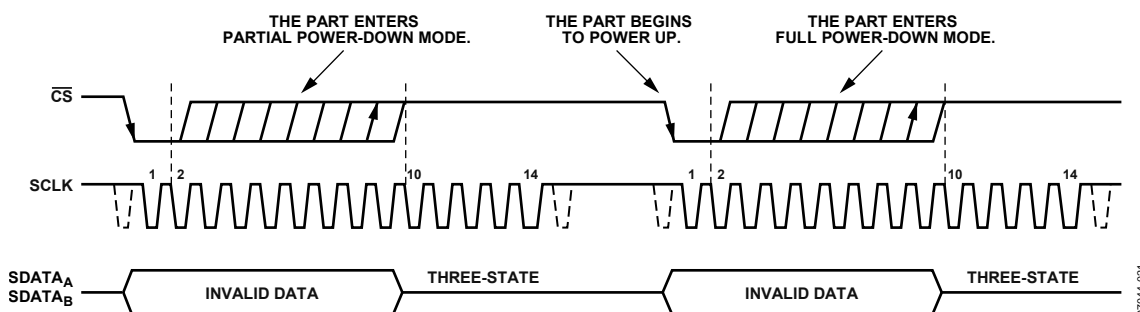 THE PART ENTERS
PARTIAL POWER-DOWN MODE.
THE PART BEGINS
TO POWER UP.
THE PART ENTERS
FULL POWER-DOWN MODE.
CS
SCLK
1 2 10 14 1 2 10 14
SDATAA
SDATAB
INVALID DATA THREE-STATE INVALID DATA THREE-STATE